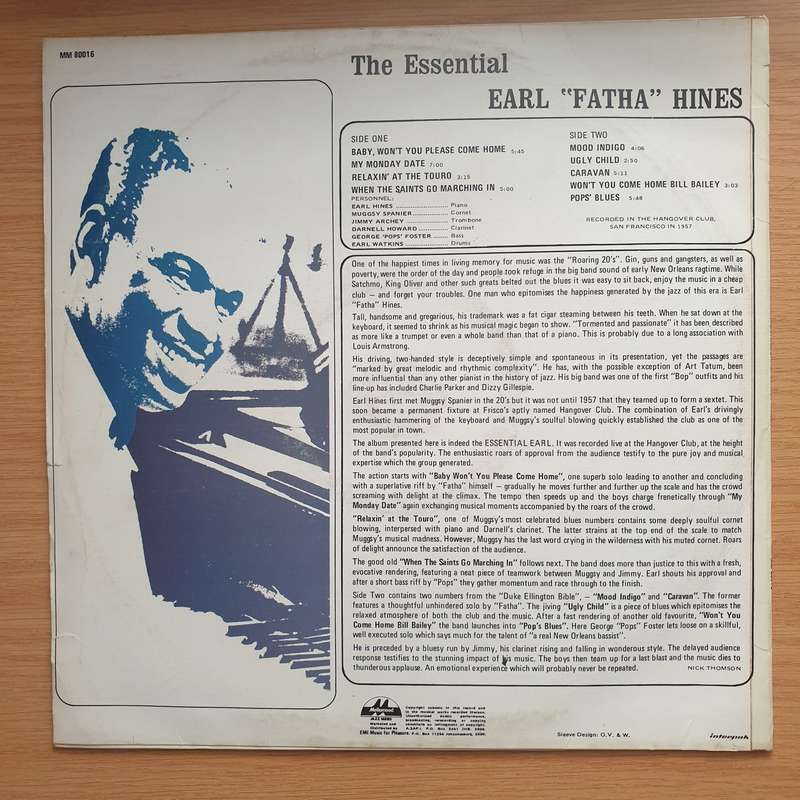 MM 80016
The Essential
EARL "FATHA" HINES
SIDE ONE
BABY, WON'T YOU PLEASE COME HOME 5:45
MY MONDAY DATE 7:00
RELAXIN' AT THE TOURO 3:15
WHEN THE SAINTS GO MARCHING IN 5:00
PERSONNEL:
EARL HINES ........ Piano
MUGGSY SPANIER ........ Cornet
JIMMY ARCHEY ........ Trombone
DARNELL HOWARD ........ Clarinet
GEORGE 'POPS' FOSTER ........ Bass
EARL WATKINS ........ Drums
SIDE TWO
MOOD INDIGO 4:06
UGLY CHILD 2:50
CARAVAN 5:11
WON'T YOU COME HOME BILL BAILEY 3:03
POPS' BLUES 5:48
RECORDED IN THE HANGOVER CLUB,
SAN FRANCISCO IN 1957
One of the happiest times in living memory for music was the "Roaring 20's". Gin, guns and gangsters, as well as
poverty, were the order of the day and people took refuge in the big band sound of early New Orleans ragtime. While
Satchmo, King Oliver and other such greats belted out the blues it was easy to sit back, enjoy the music in a cheap
club – and forget your troubles. One man who epitomises the happiness generated by the jazz of this era is Earl
"Fatha" Hines.
Tall, handsome and gregarious, his trademark was a fat cigar steaming between his teeth. When he sat down at the
keyboard, it seemed to shrink as his musical magic began to show. "Tormented and passionate" it has been described
as more like a trumpet or even a whole band than that of a piano. This is probably due to a long association with
Louis Armstrong.
His driving, two-handed style is deceptively simple and spontaneous in its presentation, yet the passages are
"marked by great melodic and rhythmic complexity". He has, with the possible exception of Art Tatum, been
more influential than any other pianist in the history of jazz. His big band was one of the first "Bop" outfits and his
line-up has included Charlie Parker and Dizzy Gillespie.
Earl Hines first met Muggsy Spanier in the 20's but it was not until 1957 that they teamed up to form a sextet. This
soon became a permanent fixture at Frisco's aptly named Hangover Club. The combination of Earl's drivingly
enthusiastic hammering of the keyboard and Muggsy's soulful blowing quickly established the club as one of the
most popular in town.
The album presented here is indeed the ESSENTIAL EARL. It was recorded live at the Hangover Club, at the height
of the band's popularity. The enthusiastic roars of approval from the audience testify to the pure joy and musical
expertise which the group generated.
The action starts with "Baby Won't You Please Come Home", one superb solo leading to another and concluding
with a superlative riff by "Fatha" himself – gradually he moves further and further up the scale and has the crowd
screaming with delight at the climax. The tempo then speeds up and the boys charge frenetically through "My
Monday Date" again exchanging musical moments accompanied by the roars of the crowd.
"Relaxin' at the Touro", one of Muggsy's most celebrated blues numbers contains some deeply soulful cornet
blowing, interpersed with piano and Darnell's clarinet. The latter strains at the top end of the scale to match
Muggsy's musical madness. However, Muggsy has the last word crying in the wilderness with his muted cornet. Roars
of delight announce the satisfaction of the audience.
The good old "When The Saints Go Marching In" follows next. The band does more than justice to this with a fresh,
evocative rendering, featuring a neat piece of teamwork between Muggsy and Jimmy. Earl shouts his approval and
after a short bass riff by "Pops" they gather momentum and race through to the finish.
Side Two contains two numbers from the "Duke Ellington Bible", – "Mood Indigo" and "Caravan". The former
features a thoughtful unhindered solo by "Fatha". The jiving "Ugly Child" is a piece of blues which epitomises the
relaxed atmosphere of both the club and the music. After a fast rendering of another old favourite, "Won't You
Come Home Bill Bailey" the band launches into "Pop's Blues". Here George "Pops" Foster lets loose on a skillful,
well executed solo which says much for the talent of "a real New Orleans bassist".
He is preceded by a bluesy run by Jimmy, his clarinet rising and falling in wonderous style. The delayed audience
response testifies to the stunning impact of his music. The boys then team up for a last blast and the music dies to
thunderous applause. An emotional experience which will probably never be repeated.
NICK THOMSON
JAZZ SERIES
Marketed and
Distributed by
EMI Music For Pleasure.
Copyright subsists in this record and
in the musical works recorded thereon.
Unauthorised public performance,
broadcasting, rerecording or copying
constitute an infringement of copyright.
Sleeve Design: G.V. & W.
interpak